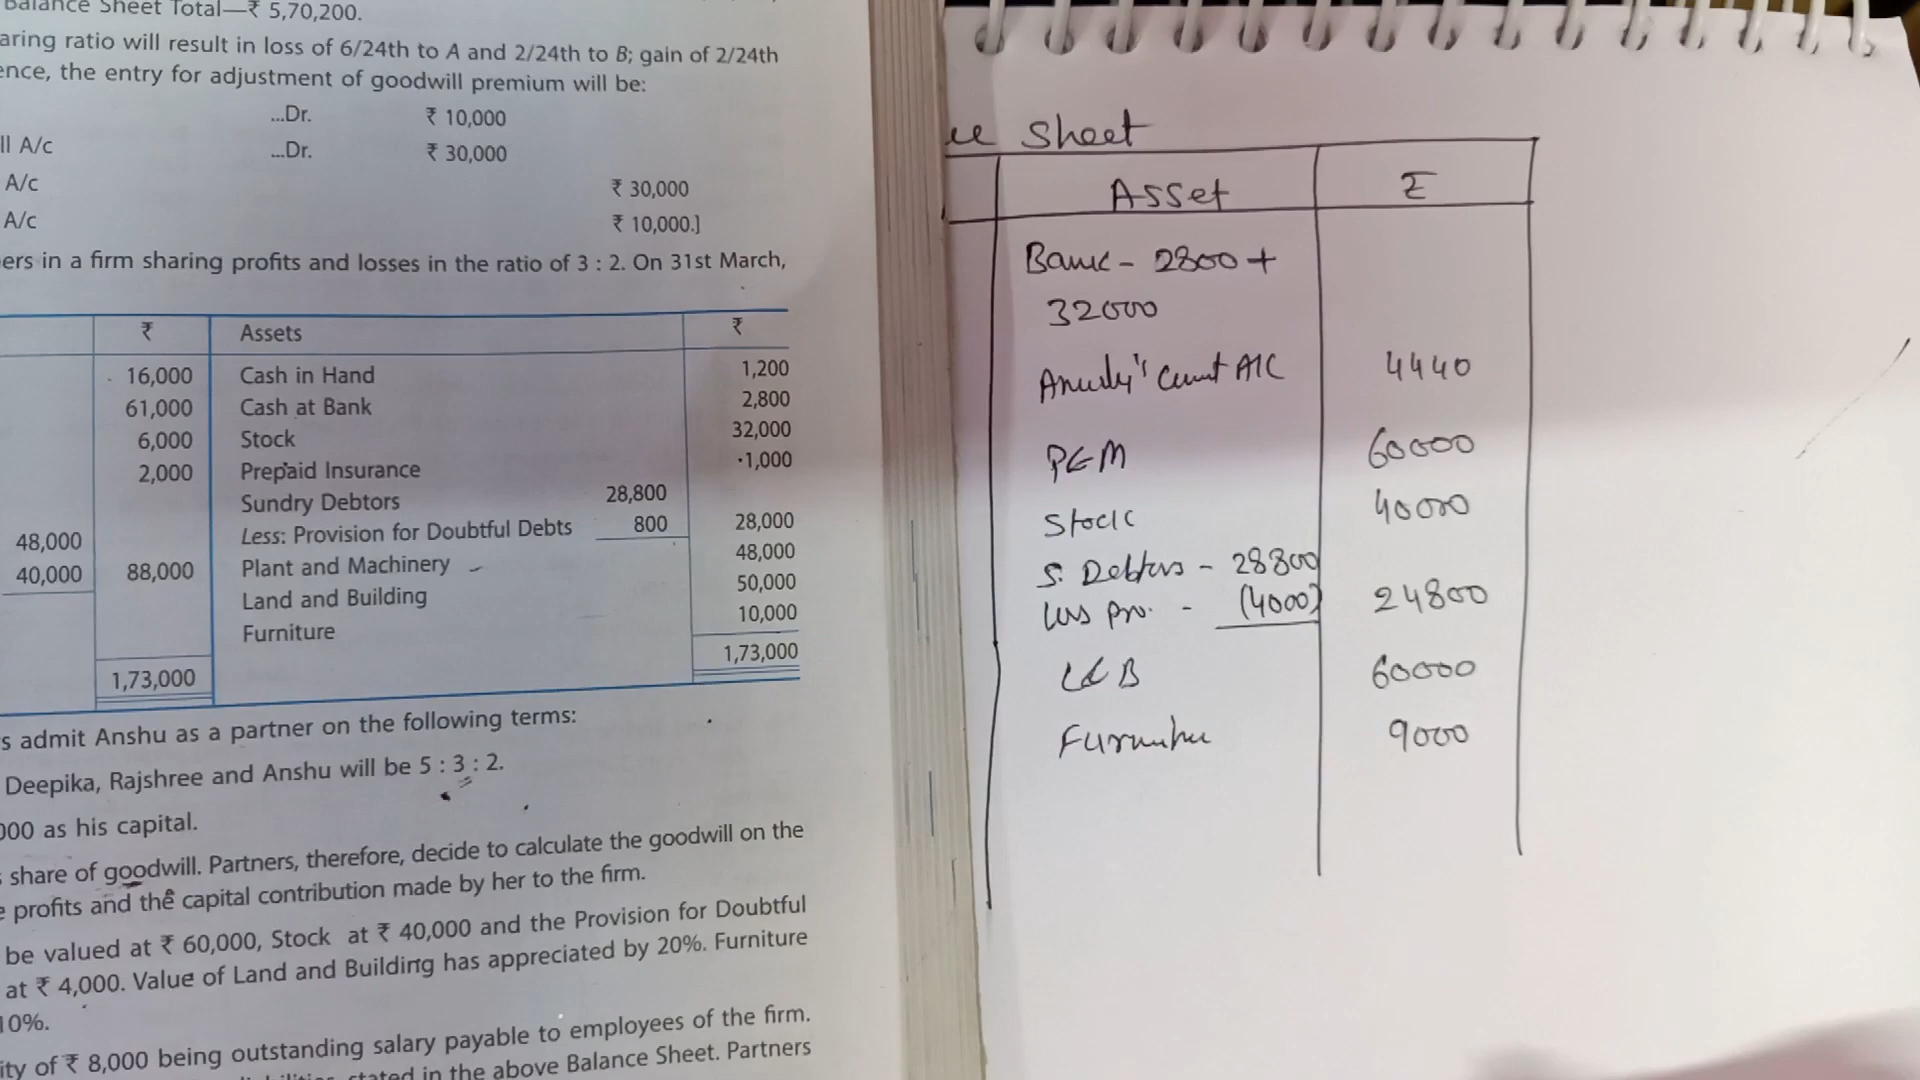 Balance Sheet Total—₹ 5,70,200.
aring ratio will result in loss of 6/24th to A and 2/24th to B; gain of 2/24th
ence, the entry for adjustment of goodwill premium will be:
...Dr. ₹ 10,000
ll A/c ...Dr. ₹ 30,000
A/c ₹ 30,000
A/c ₹ 10,000.]
ers in a firm sharing profits and losses in the ratio of 3 : 2. On 31st March,
₹ Assets ₹
16,000 Cash in Hand 1,200
61,000 Cash at Bank 2,800
6,000 Stock 32,000
2,000 Prepaid Insurance 1,000
Sundry Debtors 28,800
Less: Provision for Doubtful Debts 800 28,000
48,000 Plant and Machinery 48,000
40,000 88,000 Land and Building 50,000
Furniture 10,000
1,73,000 1,73,000
s admit Anshu as a partner on the following terms:
Deepika, Rajshree and Anshu will be 5 : 3 : 2.
000 as his capital.
share of goodwill. Partners, therefore, decide to calculate the goodwill on the
e profits and the capital contribution made by her to the firm.
be valued at ₹ 60,000, Stock at ₹ 40,000 and the Provision for Doubtful
at ₹ 4,000. Value of Land and Building has appreciated by 20%. Furniture
10%.
ity of ₹ 8,000 being outstanding salary payable to employees of the firm.
stated in the above Balance Sheet. Partners
ce Sheet
Asset ₹
Bank - 2800 +
32000
Current A/C 4440
P&M 60000
Stock 40000
S. Debtors - 28800
Less pro. - (4000) 24800
L&B 60000
Furniture 9000